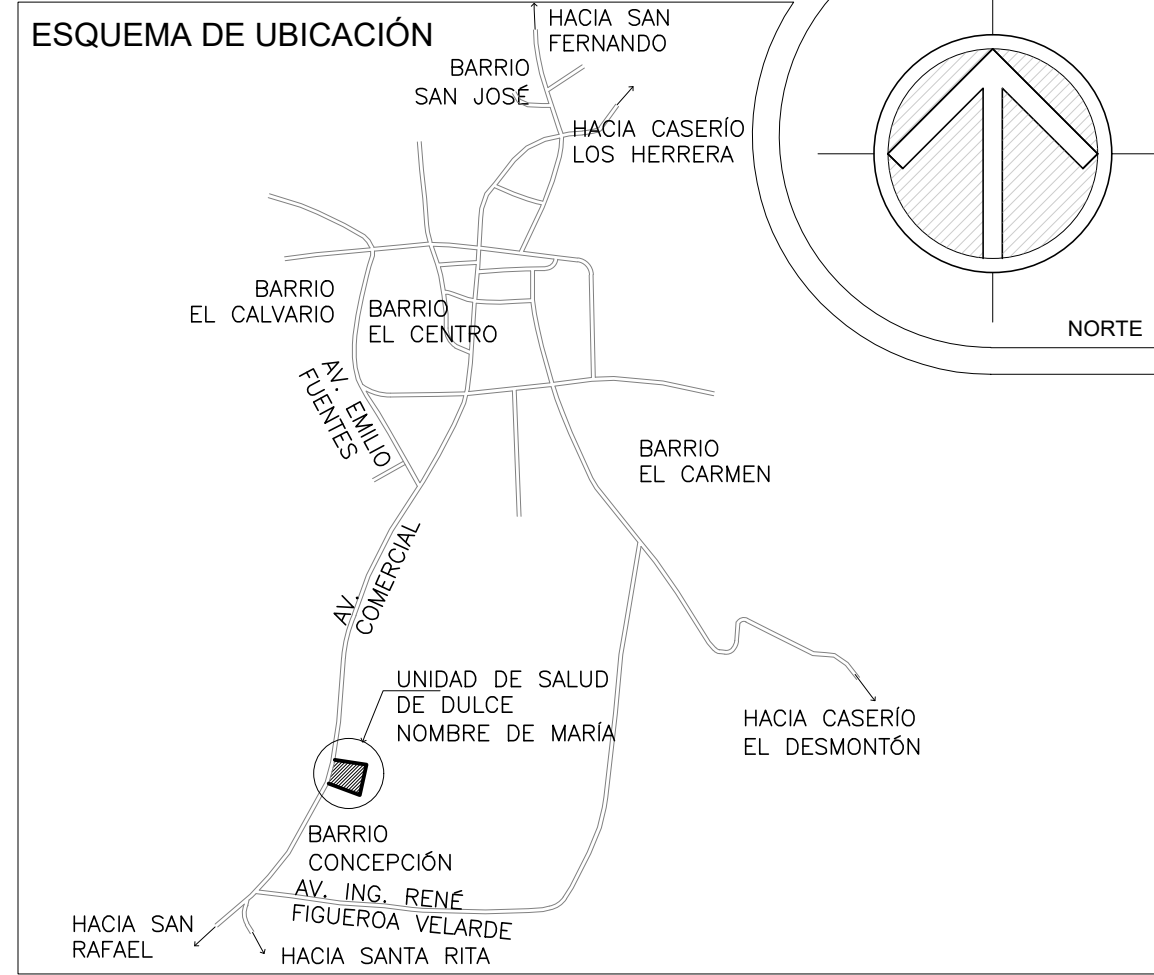 ESQUEMA DE UBICACIÓN
HACIA SAN
FERNANDO
BARRIO
SAN JOSÉ
HACIA CASERÍO
LOS HERRERA
NORTE
BARRIO
EL CALVARIO
BARRIO
EL CENTRO
AV. EMILIO
FUENTES
BARRIO
EL CARMEN
AV.
COMERCIAL
UNIDAD DE SALUD
DE DULCE
NOMBRE DE MARÍA
HACIA CASERÍO
EL DESMONTÓN
BARRIO
CONCEPCIÓN
AV. ING. RENÉ
FIGUEROA VELARDE
HACIA SAN
RAFAEL
HACIA SANTA RITA